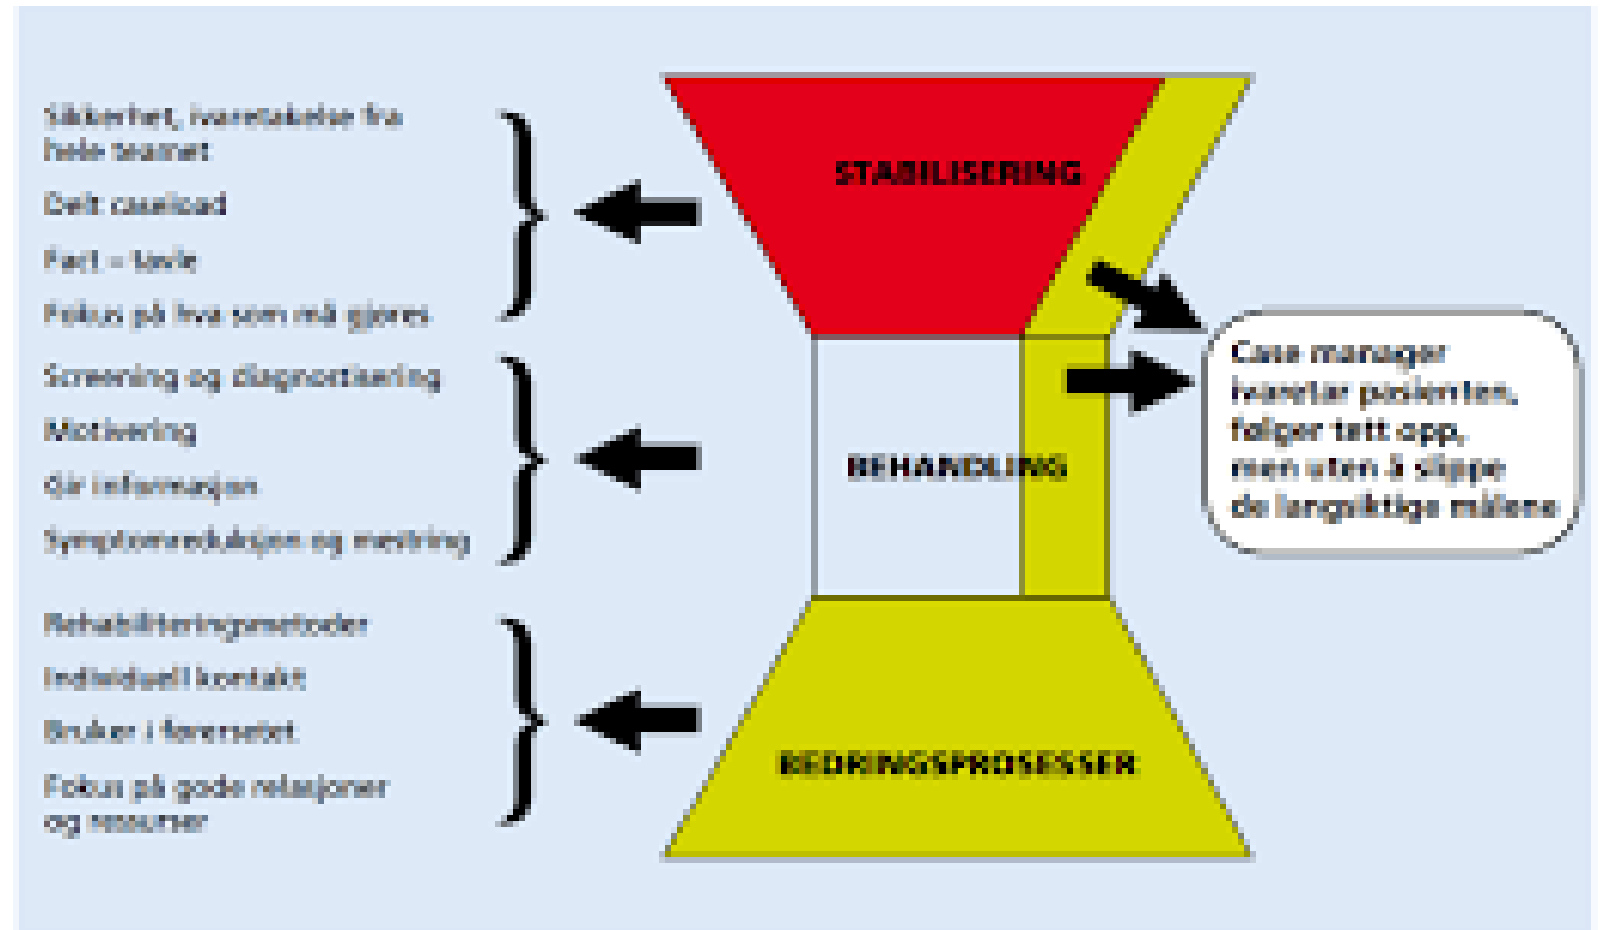 Sikkerhet, ivaretakelse fra
hele teamet
Delt caseload
Fact – tavle
Fokus på hva som må gjøres
Screening og diagnortisering
Motivering
Gir informasjon
Symptomreduksjon og mestring
Rehabiliteringsmetoder
Individuell kontakt
Bruker i førersetet
Fokus på gode relasjoner
og ressurser
STABILISERING
BEHANDLING
BEDRINGSPROSESSER
Case manager
ivaretar pasienten,
følger tett opp,
men uten å slippe
de langsiktige målene